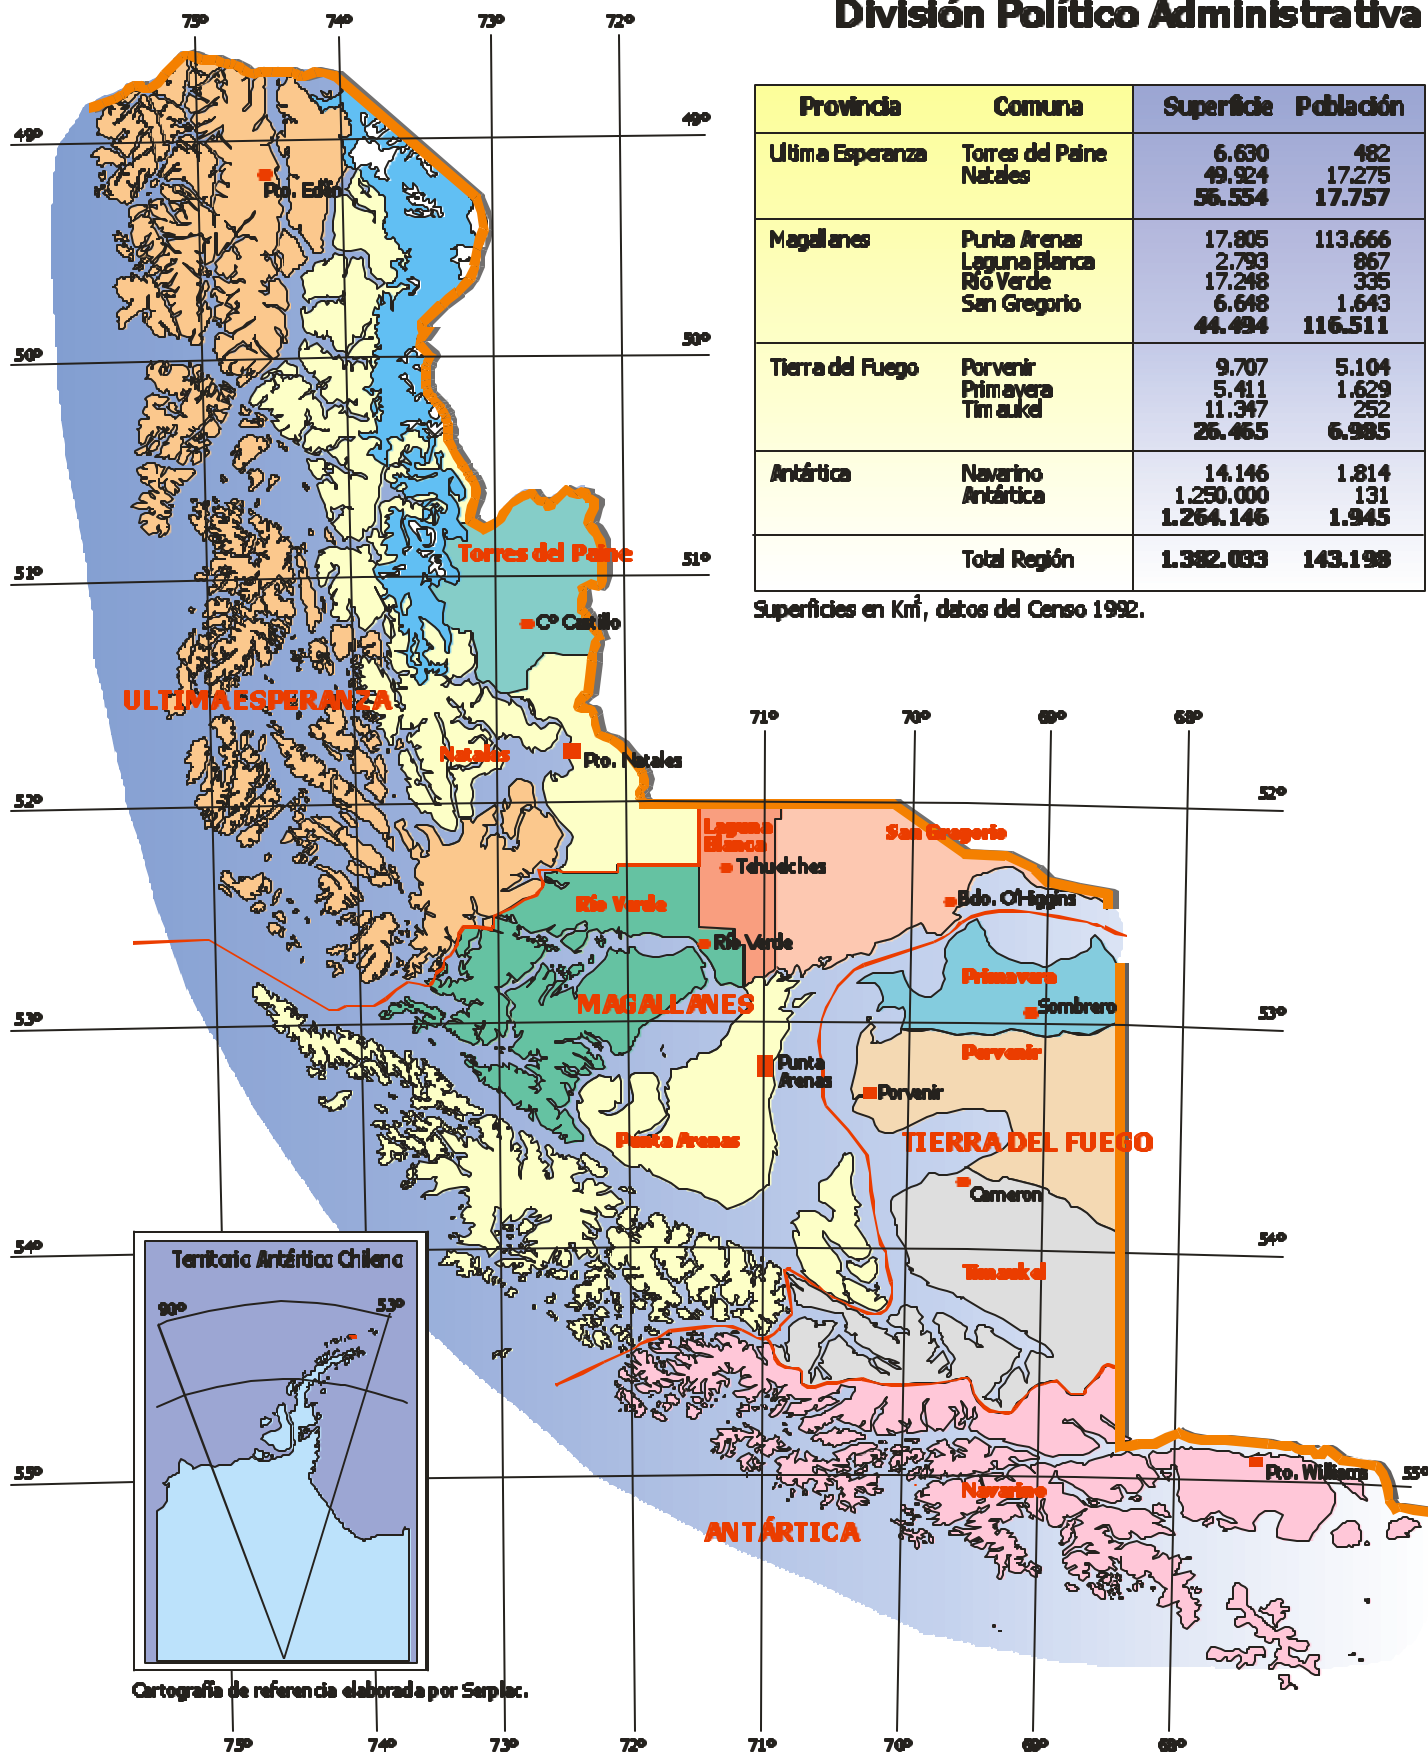 División Político Administrativa
75º 74º 73º 72º
Provincia Comuna Superficie Población
Ultima Esperanza Torres del Paine 6.630 482
Natales 49.924 17.275
56.554 17.757
Magallanes Punta Arenas 17.805 113.666
Laguna Blanca 2.793 867
Río Verde 17.248 335
San Gregorio 6.648 1.643
44.494 116.511
Tierra del Fuego Porvenir 9.707 5.104
Primavera 5.411 1.629
Timaukel 11.347 252
26.465 6.985
Antártica Navarino 14.146 1.814
Antártica 1.250.000 131
1.264.146 1.945
Total Región 1.382.033 143.198
Superficies en Km², datos del Censo 1992.
49º 49º
Pto. Edén
50º 50º
Torres del Paine
51º 51º
Cº Castillo
ULTIMA ESPERANZA
Natales
Pto. Natales
71º 70º 69º 68º
52º 52º
Laguna
Blanca
San Gregorio
Tehuelches
Río Verde
Bdo. O'Higgins
Río Verde
Primavera
MAGALLANES
Sombrero
53º 53º
Porvenir
Punta
Arenas
Porvenir
Punta Arenas
TIERRA DEL FUEGO
Cameron
54º 54º
Timaukel
Territorio Antártico Chileno
90º 53º
55º 55º
Pto. Williams
Navarino
ANTÁRTICA
Cartografía de referencia elaborada por Serplac.
75º 74º 73º 72º 71º 70º 69º 68º